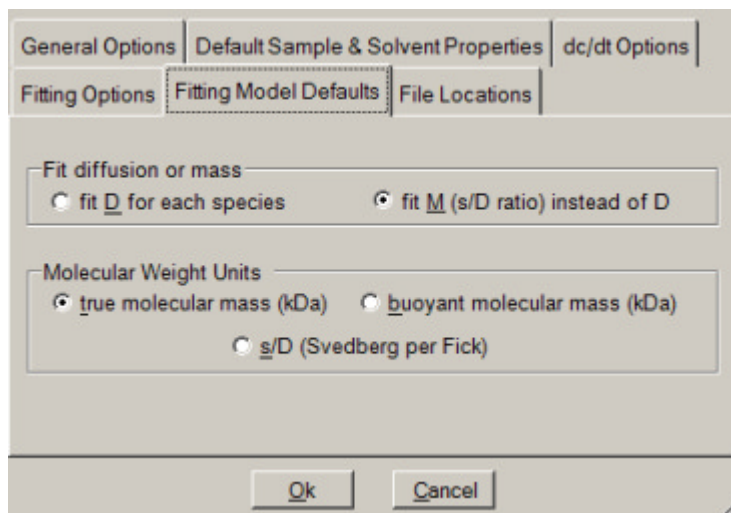 General Options Default Sample & Solvent Properties dc/dt Options
Fitting Options Fitting Model Defaults File Locations
Fit diffusion or mass
fit D for each species fit M (s/D ratio) instead of D
Molecular Weight Units
true molecular mass (kDa) buoyant molecular mass (kDa)
s/D (Svedberg per Fick)
Ok Cancel